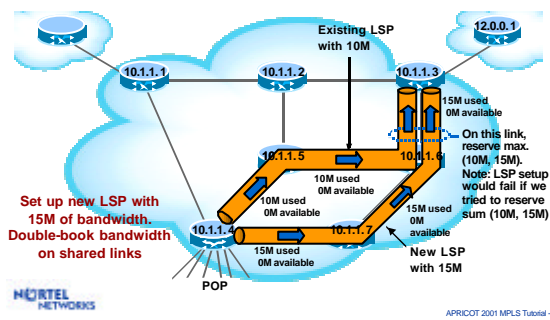 Existing LSP
with 10M
12.0.0.1
10.1.1.1
10.1.1.2
10.1.1.3
15M used
0M available
On this link,
reserve max.
(10M, 15M).
Note: LSP setup
would fail if we
tried to reserve
sum (10M, 15M)
10.1.1.5
10.1.1.6
10M used
0M available
10M used
0M available
Set up new LSP with
15M of bandwidth.
Double-book bandwidth
on shared links
15M used
0M
available
10.1.1.4
10.1.1.7
15M used
0M available
New LSP
with 15M
POP
NORTEL
NETWORKS
APRICOT 2001 MPLS Tutorial -